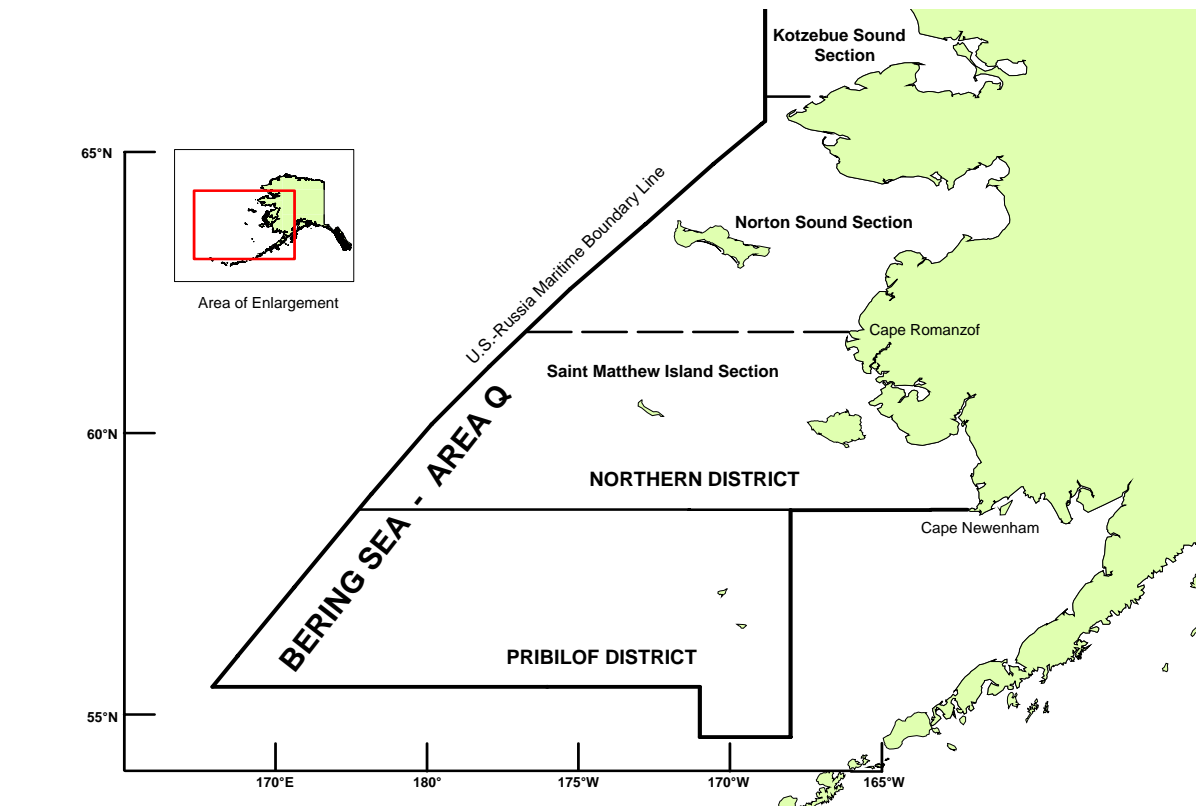 Kotzebue Sound
Section
65°N
U.S.-Russia Maritime Boundary Line
Norton Sound Section
Area of Enlargement
Cape Romanzof
Saint Matthew Island Section
BERING SEA - AREA Q
60°N
NORTHERN DISTRICT
Cape Newenham
PRIBILOF DISTRICT
55°N
170°E
180°
175°W
170°W
165°W